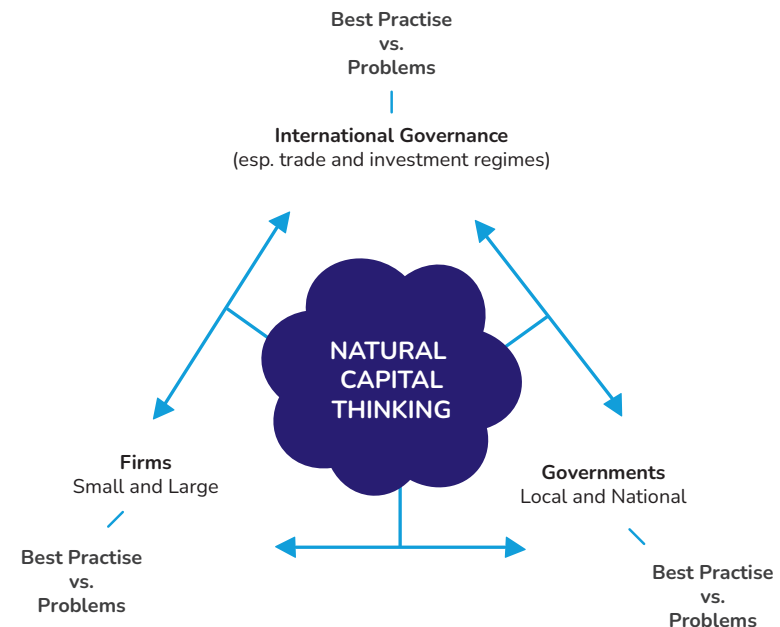 Best Practise
vs.
Problems
International Governance
(esp. trade and investment regimes)
NATURAL
CAPITAL
THINKING
Firms
Small and Large
Governments
Local and National
Best Practise
vs.
Problems
Best Practise
vs.
Problems